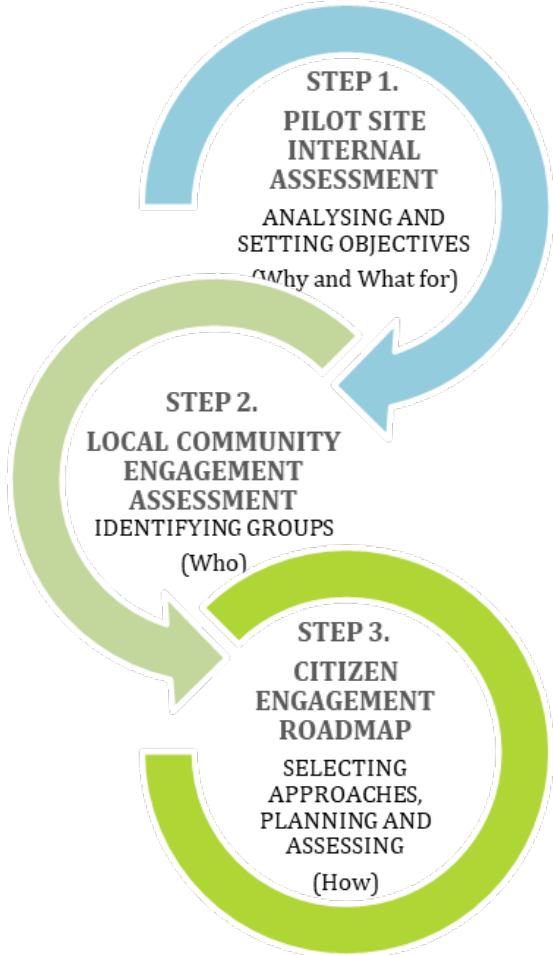 STEP 1.
PILOT SITE
INTERNAL
ASSESSMENT
ANALYSING AND
SETTING OBJECTIVES
(Why and What for)
STEP 2.
LOCAL COMMUNITY
ENGAGEMENT
ASSESSMENT
IDENTIFYING GROUPS
(Who)
STEP 3.
CITIZEN
ENGAGEMENT
ROADMAP
SELECTING
APPROACHES,
PLANNING AND
ASSESSING
(How)